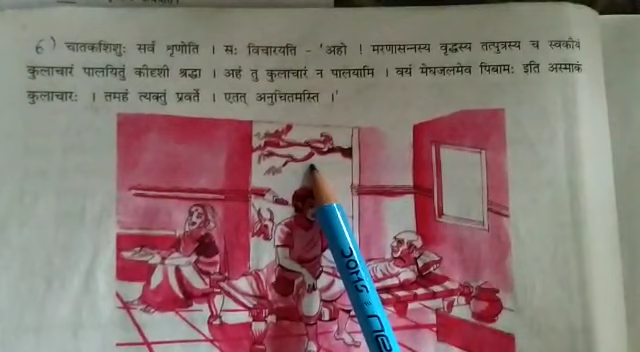 6) चातकशिशुः सर्वं शृणोति । सः विचारयति - 'अहो ! मरणासन्नस्य वृद्धस्य तत्पुत्रस्य च स्वकीयं
कुलाचारं पालयितुं कीदृशी श्रद्धा । अहं तु कुलाचारं न पालयामि । वयं मेघजलमेव पिबामः इति अस्माकं
कुलाचारः । तमहं त्यक्तुं प्रवर्ते । एतत् अनुचितमस्ति ।'